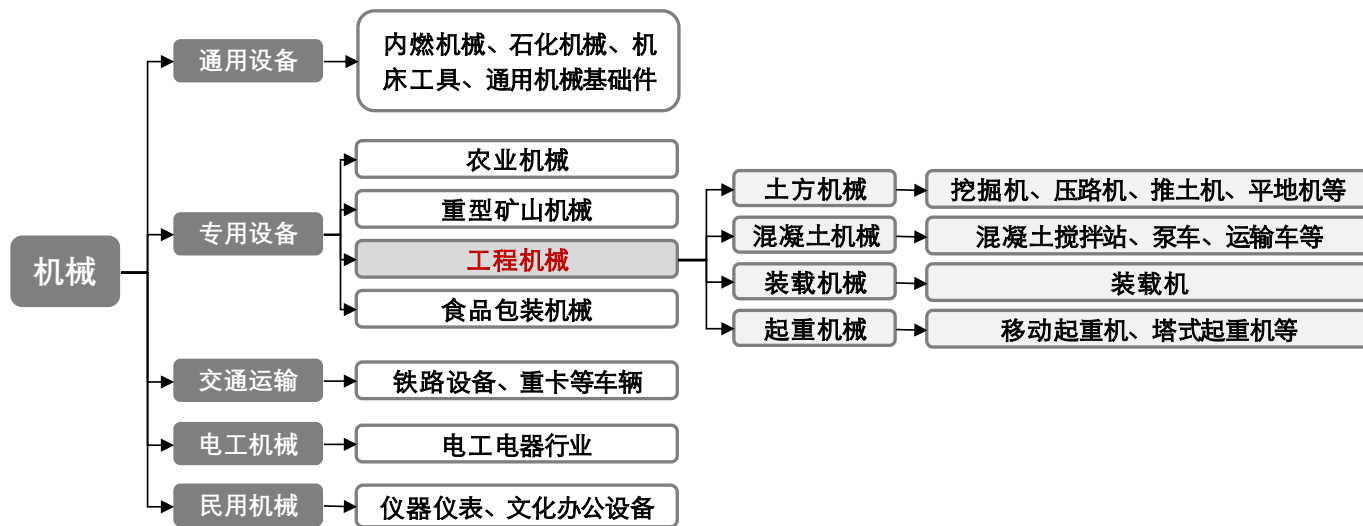 机械
通用设备
内燃机械、石化机械、机
床工具、通用机械基础件
专用设备
农业机械
重型矿山机械
工程机械
食品包装机械
土方机械
挖掘机、压路机、推土机、平地机等
混凝土机械
混凝土搅拌站、泵车、运输车等
装载机械
装载机
起重机械
移动起重机、塔式起重机等
交通运输
铁路设备、重卡等车辆
电工机械
电工电器行业
民用机械
仪器仪表、文化办公设备